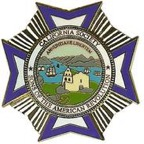 CALIFORNIA SOCIETY
SONS OF THE AMERICAN REVOLUTION